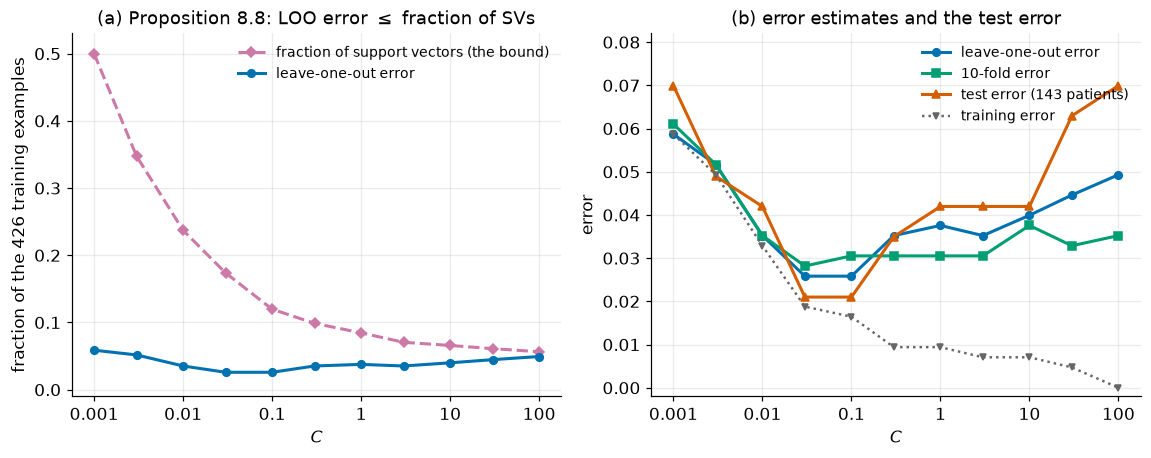 (a) Proposition 8.8: LOO error ≤ fraction of SVs
fraction of support vectors (the bound)
leave-one-out error
fraction of the 426 training examples
0.5
0.4
0.3
0.2
0.1
0.0
0.001 0.01 0.1 1 10 100
C
(b) error estimates and the test error
leave-one-out error
10-fold error
test error (143 patients)
training error
error
0.08
0.07
0.06
0.05
0.04
0.03
0.02
0.01
0.00
0.001 0.01 0.1 1 10 100
C